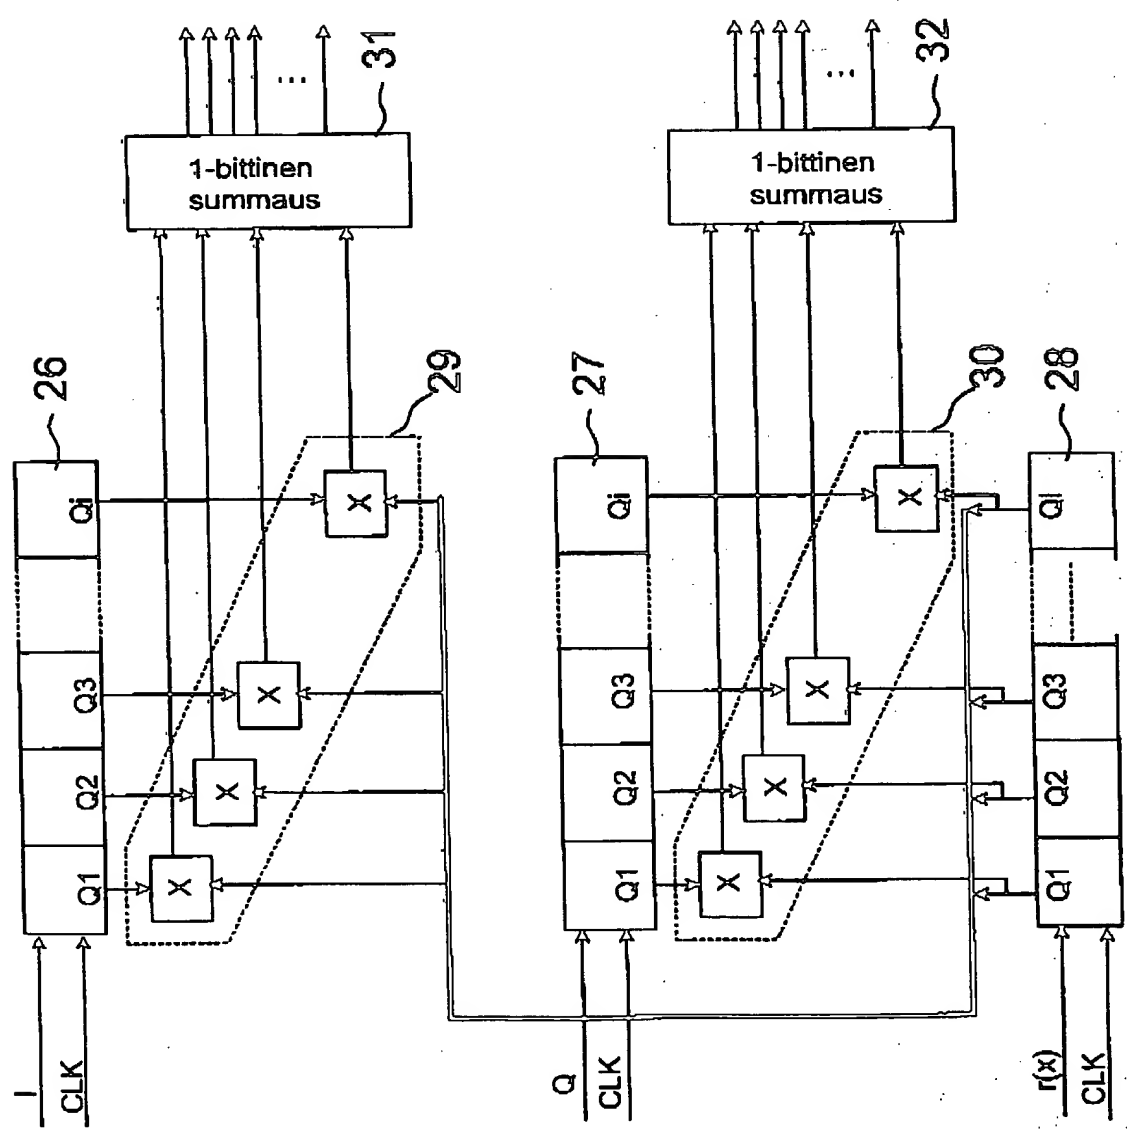 I
CLK
Q1
Q2
Q3
Qi
26
X
X
X
X
29
1-bittinen
summaus
...
31
Q
CLK
Q1
Q2
Q3
Qi
27
X
X
X
X
30
1-bittinen
summaus
...
32
r(x)
CLK
Q1
Q2
Q3
Qi
28